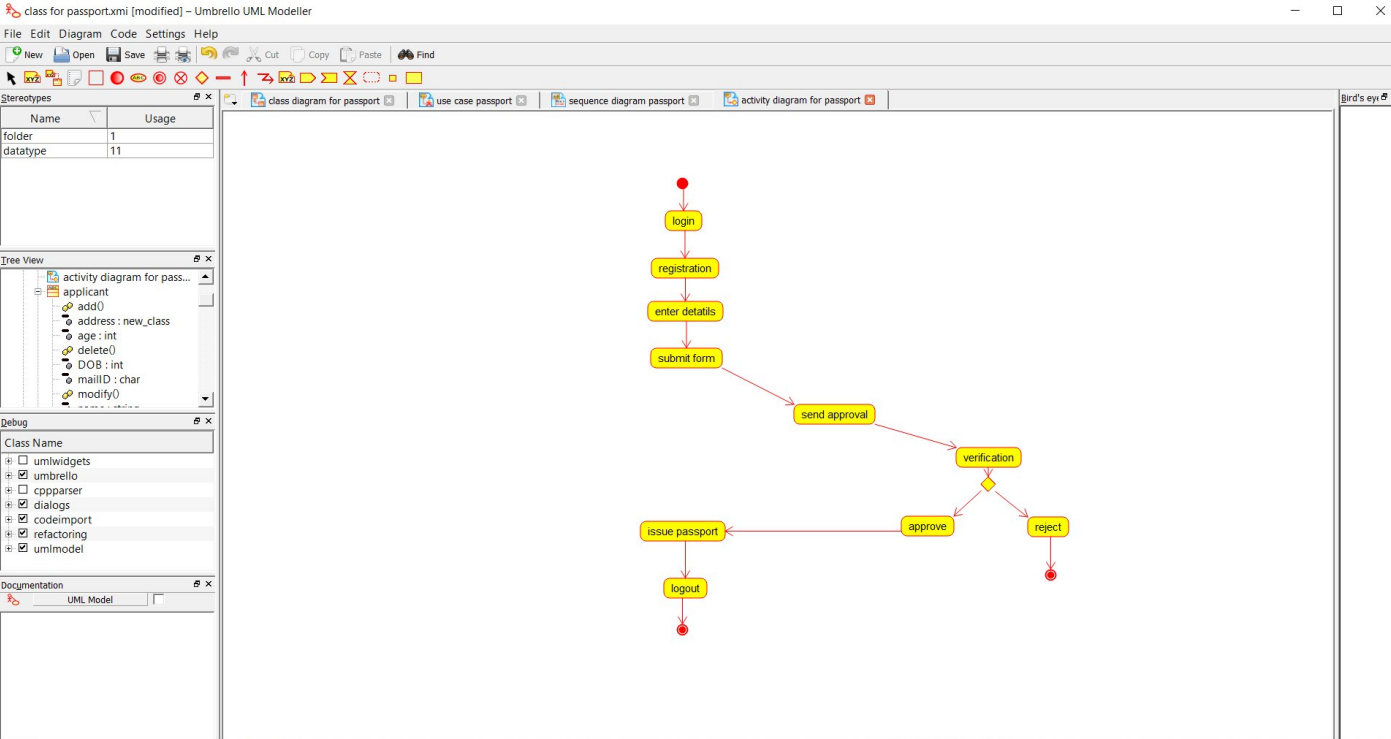 class for passport.xmi [modified] – Umbrello UML Modeller
File Edit Diagram Code Settings Help
New Open Save Cut Copy Paste Find
Stereotypes
class diagram for passport use case passport sequence diagram passport activity diagram for passport
Bird's eye
Name Usage
folder 1
datatype 11
Tree View
activity diagram for pass...
applicant
add()
address : new_class
age : int
delete()
DOB : int
mailID : char
modify()
name : string
Debug
Class Name
umlwidgets
umbrello
cppparser
dialogs
codeimport
refactoring
umlmodel
Documentation
UML Model
login
registration
enter detatils
submit form
send approval
verification
approve
reject
issue passport
logout